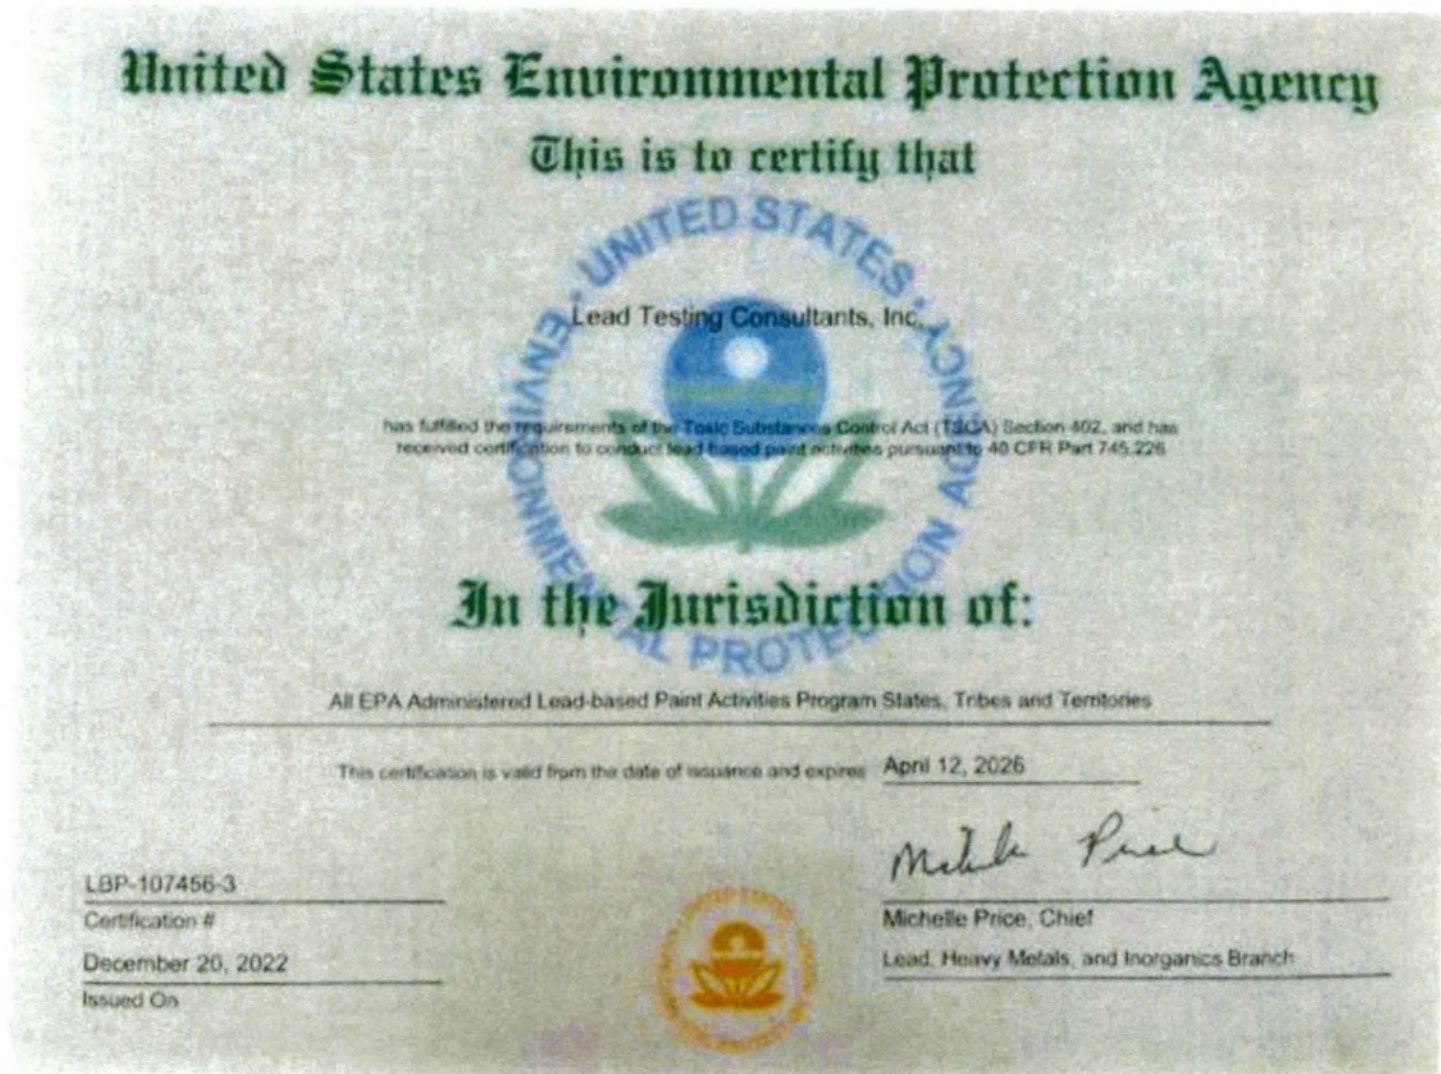 United States Environmental Protection Agency
This is to certify that
UNITED STATES · ENVIRONMENTAL PROTECTION AGENCY ·
Lead Testing Consultants, Inc.
has fulfilled the requirements of the Toxic Substances Control Act (TSCA) Section 402, and has
received certification to conduct lead-based paint activities pursuant to 40 CFR Part 745.226
In the Jurisdiction of:
All EPA Administered Lead-based Paint Activities Program States, Tribes and Territories
This certification is valid from the date of issuance and expires April 12, 2026
LBP-107456-3
Certification #
December 20, 2022
Issued On
Michelle Price
Michelle Price, Chief
Lead, Heavy Metals, and Inorganics Branch